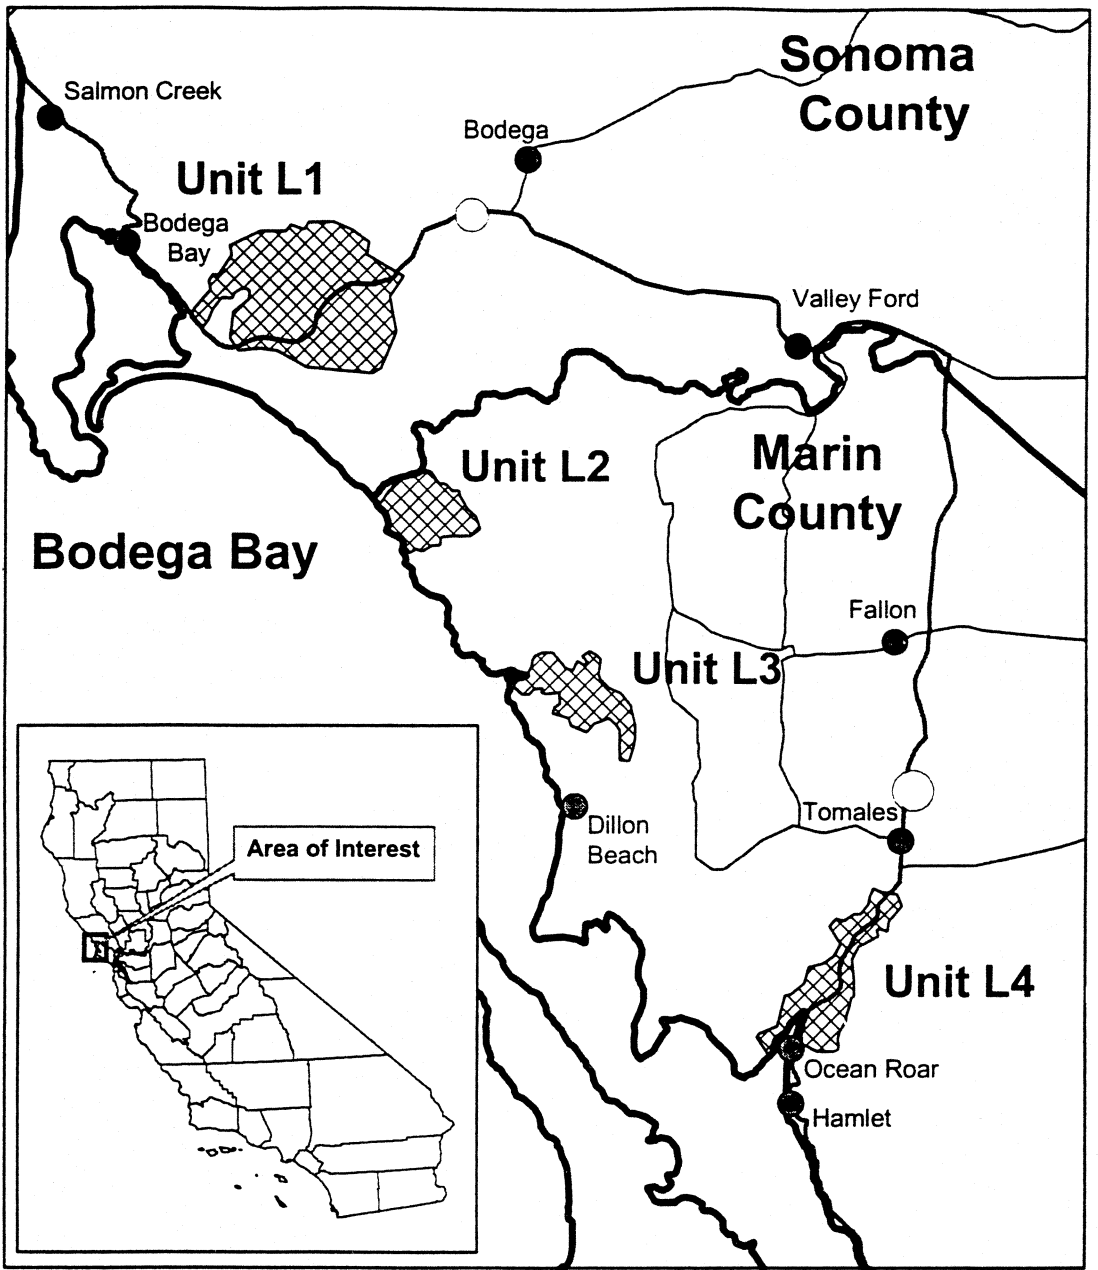 Sonoma
County
Salmon Creek
Bodega
Unit L1
Bodega
Bay
Valley Ford
Unit L2
Marin
County
Bodega Bay
Fallon
Unit L3
Area of Interest
Tomales
Dillon
Beach
Unit L4
Ocean Roar
Hamlet